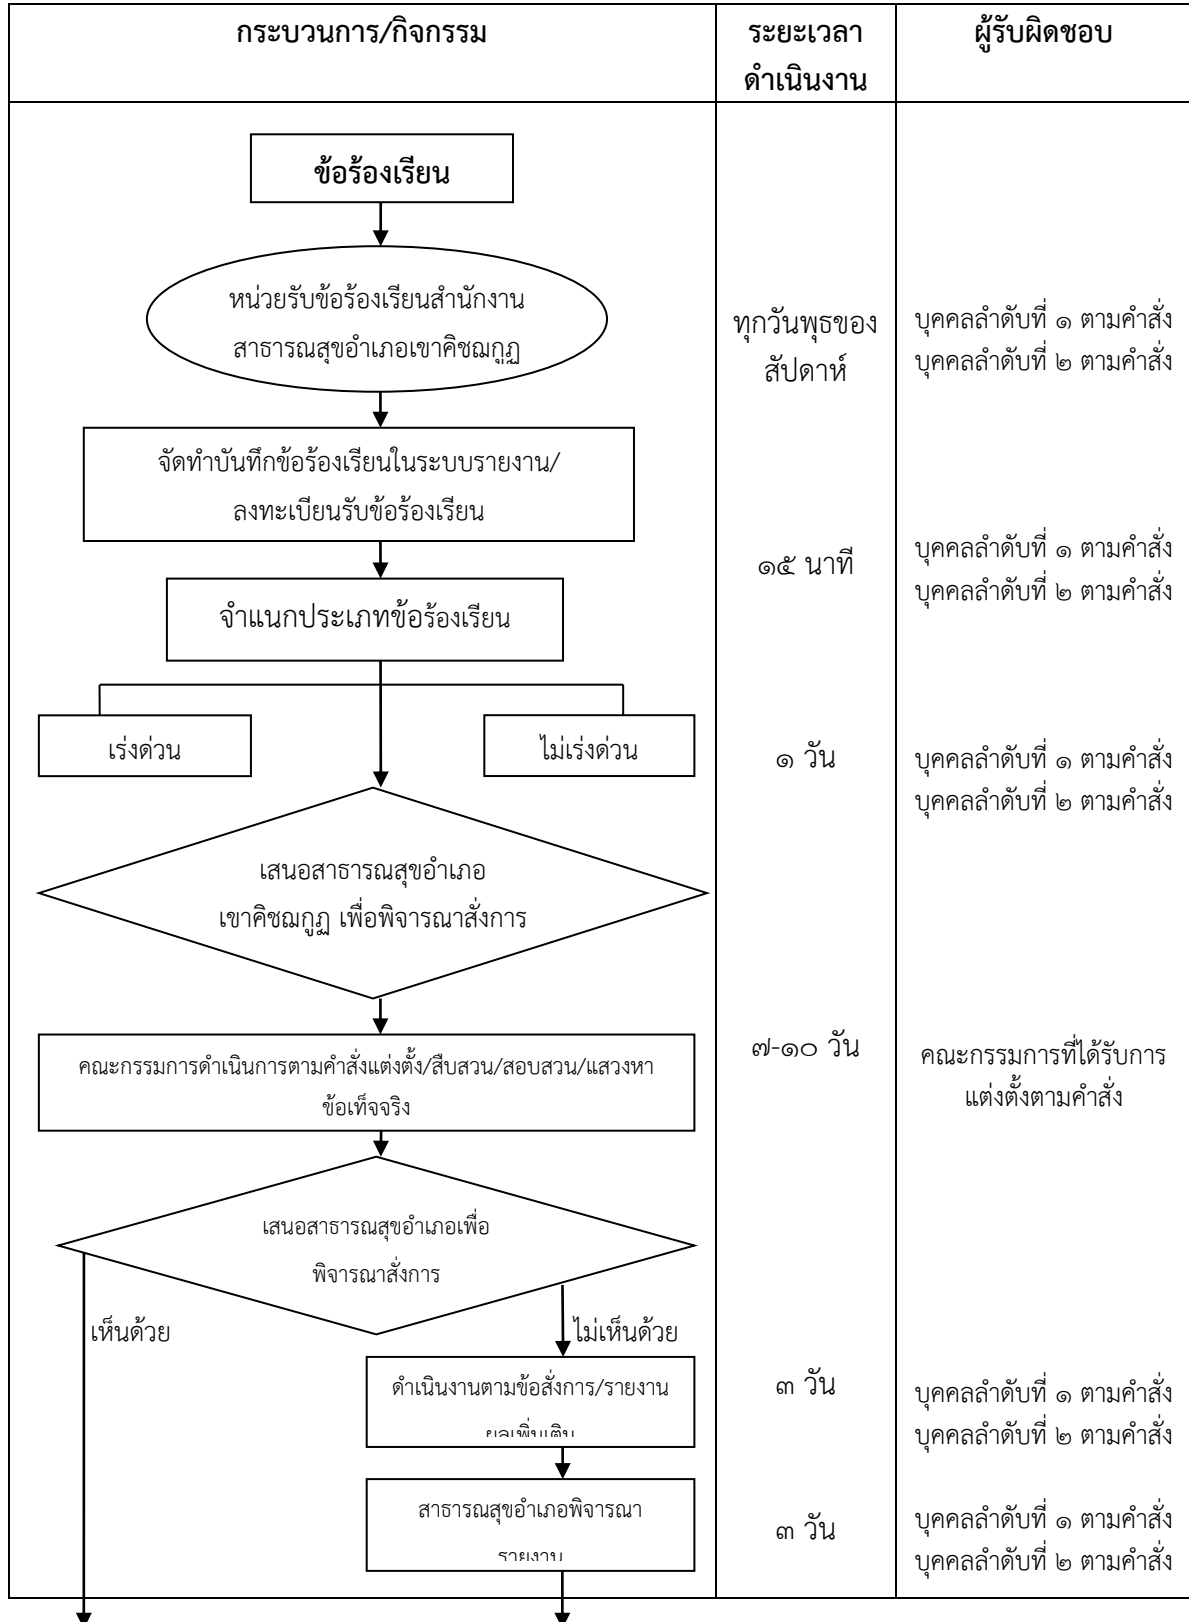 กระบวนการ/กิจกรรม
ระยะเวลา
ดำเนินงาน
ผู้รับผิดชอบ
ข้อร้องเรียน
หน่วยรับข้อร้องเรียนสำนักงาน
สาธารณสุขอำเภอเขาคิชฌกูฏ
ทุกวันพุธของ
สัปดาห์
บุคคลลำดับที่ ๑ ตามคำสั่ง
บุคคลลำดับที่ ๒ ตามคำสั่ง
จัดทำบันทึกข้อร้องเรียนในระบบรายงาน/
ลงทะเบียนรับข้อร้องเรียน
๑๕ นาที
บุคคลลำดับที่ ๑ ตามคำสั่ง
บุคคลลำดับที่ ๒ ตามคำสั่ง
จำแนกประเภทข้อร้องเรียน
เร่งด่วน
ไม่เร่งด่วน
๑ วัน
บุคคลลำดับที่ ๑ ตามคำสั่ง
บุคคลลำดับที่ ๒ ตามคำสั่ง
เสนอสาธารณสุขอำเภอ
เขาคิชฌกูฏ เพื่อพิจารณาสั่งการ
คณะกรรมการดำเนินการตามคำสั่งแต่งตั้ง/สืบสวน/สอบสวน/แสวงหา
ข้อเท็จจริง
๗-๑๐ วัน
คณะกรรมการที่ได้รับการ
แต่งตั้งตามคำสั่ง
เสนอสาธารณสุขอำเภอเพื่อ
พิจารณาสั่งการ
เห็นด้วย
ไม่เห็นด้วย
ดำเนินงานตามข้อสั่งการ/รายงาน
ผลเพิ่มเติม
๓ วัน
บุคคลลำดับที่ ๑ ตามคำสั่ง
บุคคลลำดับที่ ๒ ตามคำสั่ง
สาธารณสุขอำเภอพิจารณา
รายงาน
๓ วัน
บุคคลลำดับที่ ๑ ตามคำสั่ง
บุคคลลำดับที่ ๒ ตามคำสั่ง